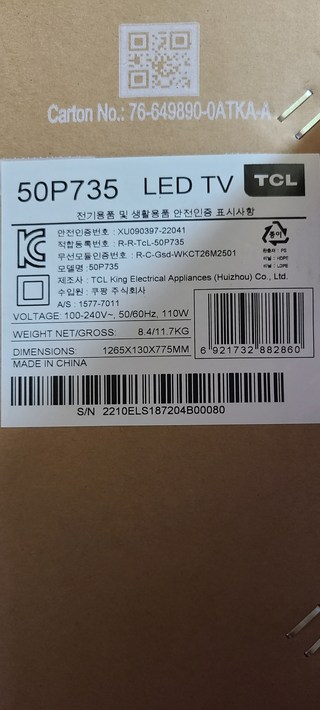 Carton No.: 76-649890-0ATKA-A
50P735 LED TV TCL
전기용품 및 생활용품 안전인증 표시사항
안전인증번호 : XU090397-22041
적합등록번호 : R-R-TcL-50P735
무선모듈인증번호 : R-C-Gsd-WKCT26M2501
모델명 : 50P735
제조사 : TCL King Electrical Appliances (Huizhou) Co., Ltd.
수입원 : 쿠팡 주식회사
A/S : 1577-7011
종이
VOLTAGE: 100-240V~, 50/60Hz, 110W
WEIGHT NET/GROSS: 8.4/11.7KG
DIMENSIONS: 1265X130X775MM
MADE IN CHINA
6 921732 882860
S/N 2210ELS187204B00080